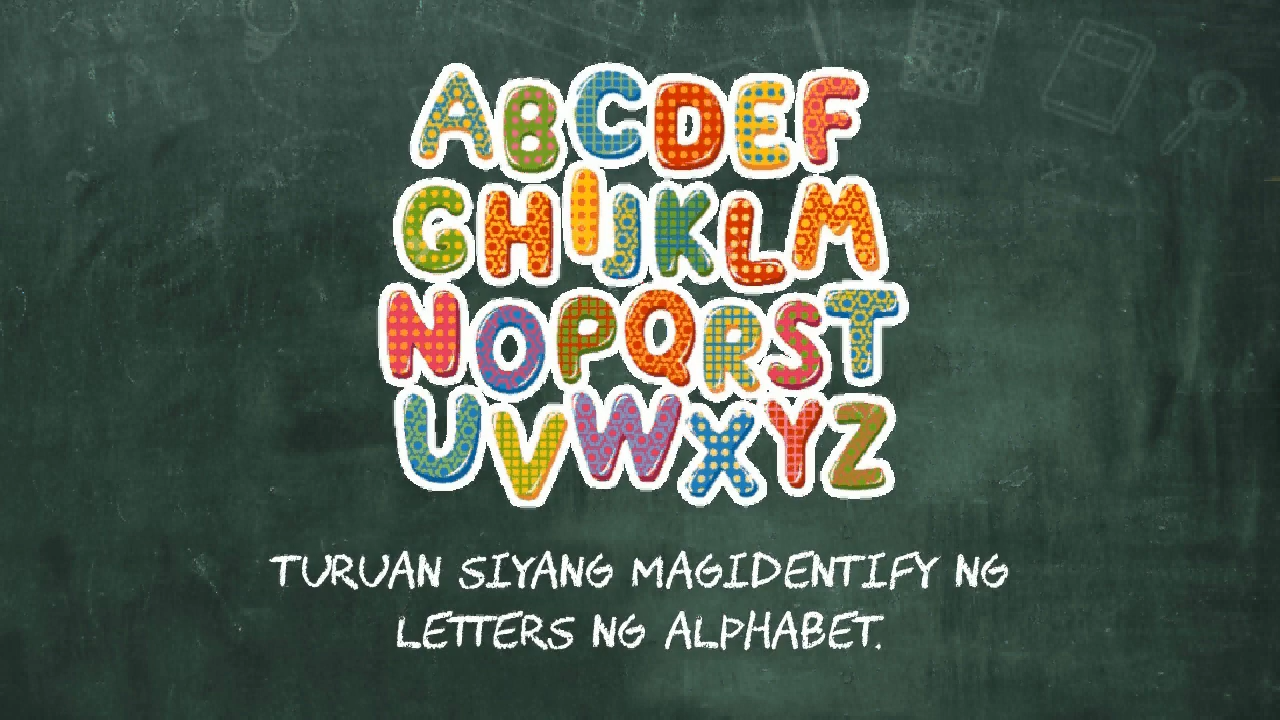 ABCDEF
GHIJKLM
NOPQRST
UVWXYZ
TURUAN SIYANG MAGIDENTIFY NG
LETTERS NG ALPHABET.